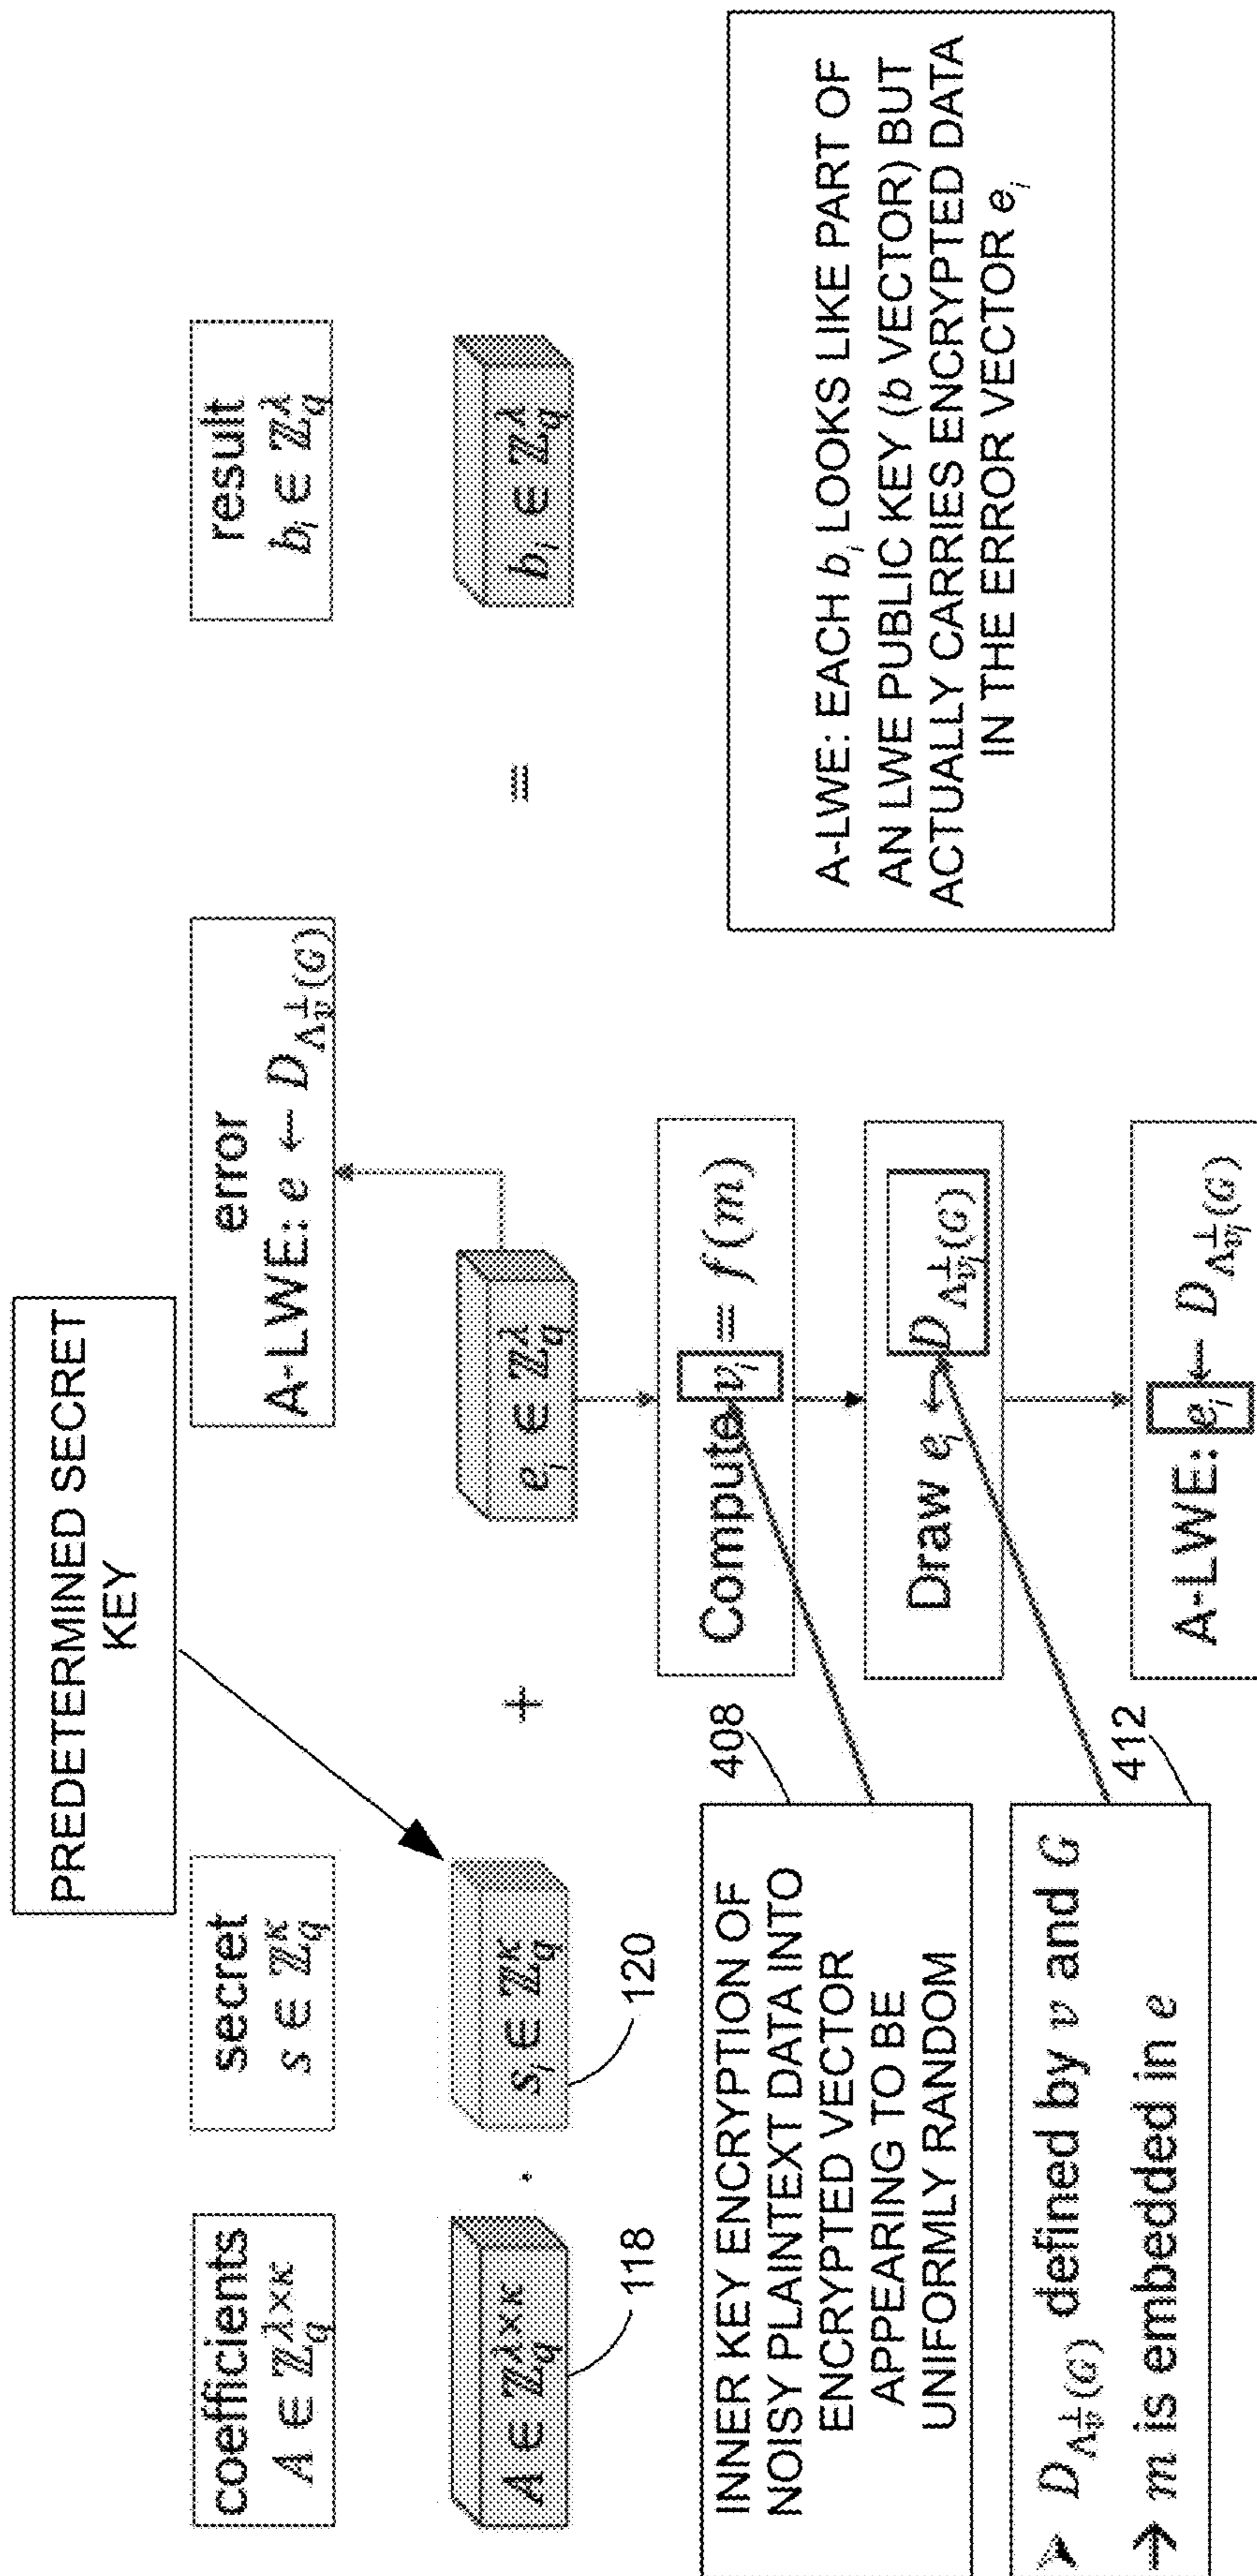 PREDETERMINED SECRET
KEY
coefficients
A ∈ ℤ_q^{λ×κ}
secret
s ∈ ℤ_q^κ
error
A-LWE: e ← D_{Λ_v^⊥(G)}
result
b_i ∈ ℤ_q^λ
A ∈ ℤ_q^{λ×κ}
·
s_i ∈ ℤ_q^κ
+
e_i ∈ ℤ_q^λ
=
b_i ∈ ℤ_q^λ
118
120
408
INNER KEY ENCRYPTION OF
NOISY PLAINTEXT DATA INTO
ENCRYPTED VECTOR
APPEARING TO BE
UNIFORMLY RANDOM
Compute v_i = f(m)
Draw e_i ← D_{Λ_{v_i}^⊥(G)}
A-LWE: e_i ← D_{Λ_{v_i}^⊥(G)}
412
➤ D_{Λ_v^⊥(G)} defined by v and G
→ m is embedded in e
A-LWE: EACH b_i LOOKS LIKE PART OF
AN LWE PUBLIC KEY (b VECTOR) BUT
ACTUALLY CARRIES ENCRYPTED DATA
IN THE ERROR VECTOR e_i